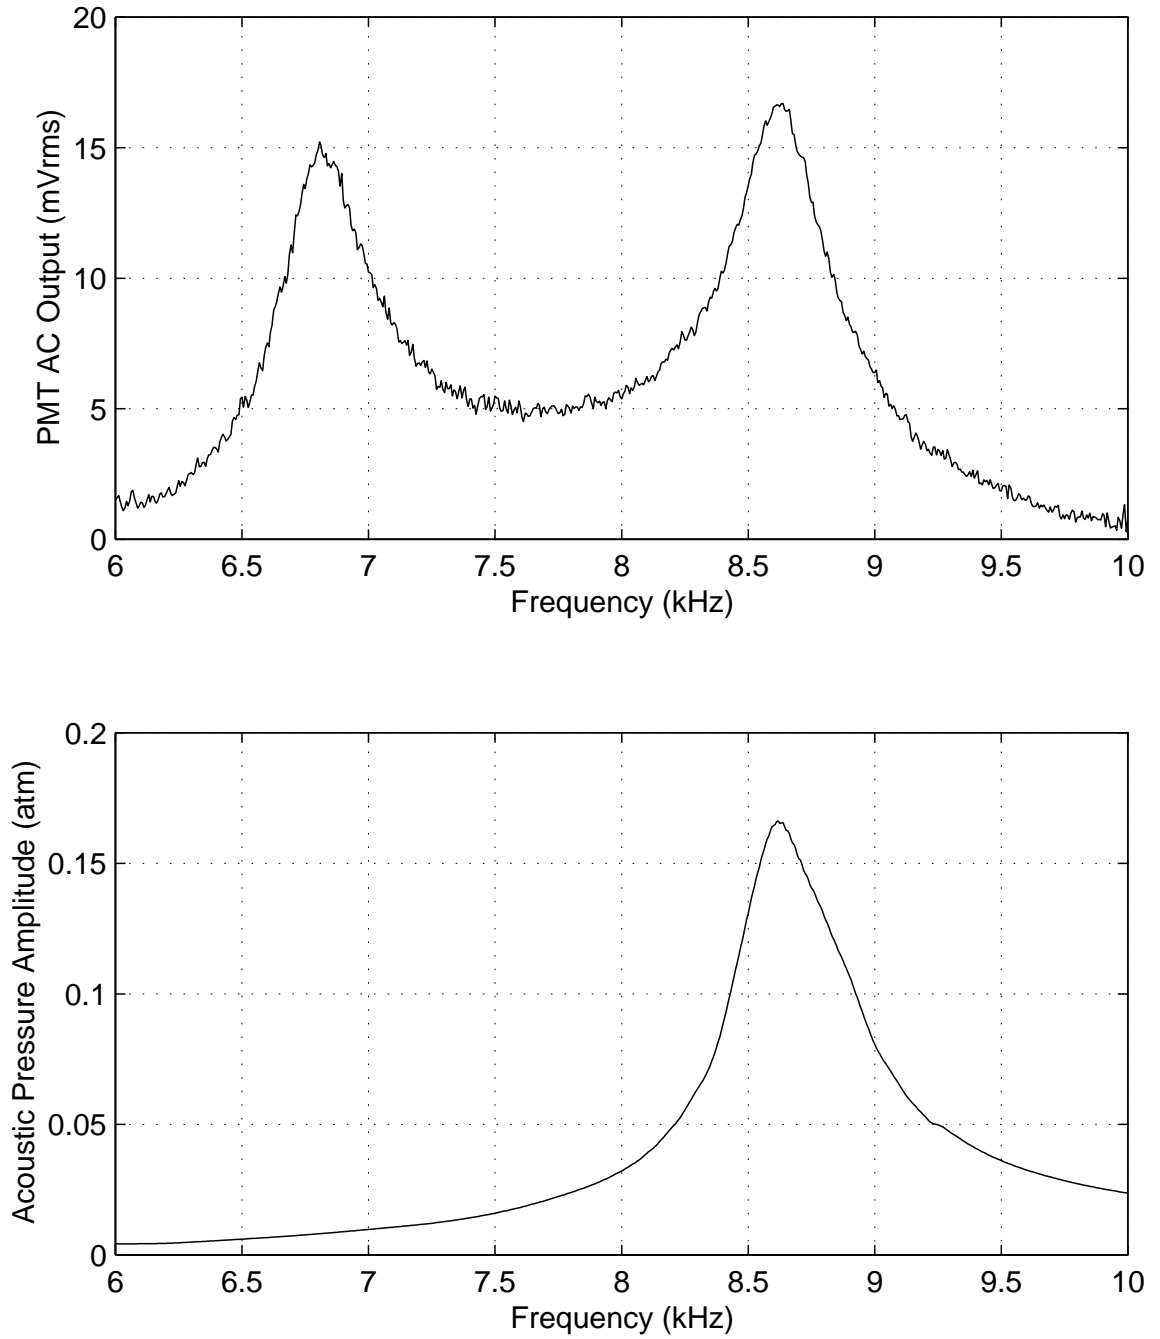 20
15
10
5
0
PMT AC Output (mVrms)
6 6.5 7 7.5 8 8.5 9 9.5 10
Frequency (kHz)
0.2
0.15
0.1
0.05
0
Acoustic Pressure Amplitude (atm)
6 6.5 7 7.5 8 8.5 9 9.5 10
Frequency (kHz)